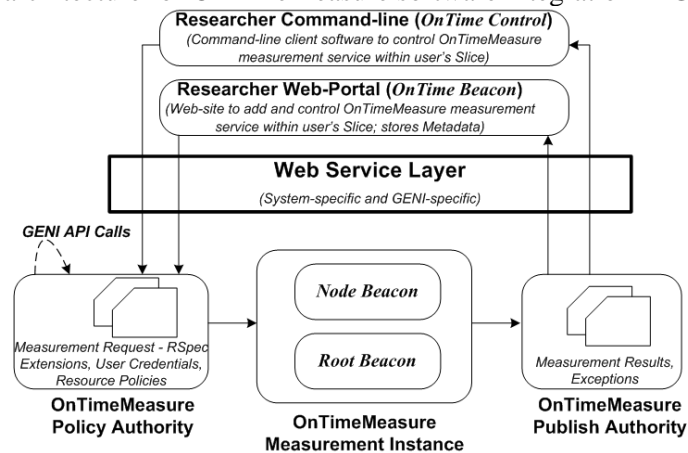 Researcher Command-line (OnTime Control)
(Command-line client software to control OnTimeMeasure
measurement service within user's Slice)
Researcher Web-Portal (OnTime Beacon)
(Web-site to add and control OnTimeMeasure measurement
service within user's Slice; stores Metadata)
Web Service Layer
(System-specific and GENI-specific)
GENI API Calls
Measurement Request - RSpec
Extensions, User Credentials,
Resource Policies
OnTimeMeasure
Policy Authority
Node Beacon
Root Beacon
OnTimeMeasure
Measurement Instance
Measurement Results,
Exceptions
OnTimeMeasure
Publish Authority